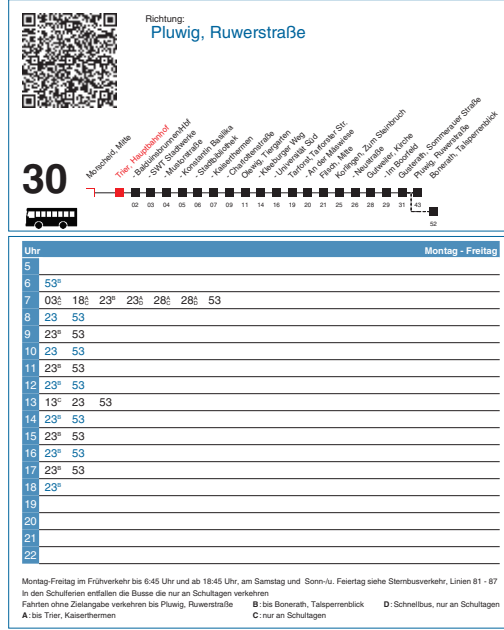 Richtung:
Pluwig, Ruwerstraße
30
Morscheid, Mitte
Trier, Hauptbahnhof
- Balduinsbrunnen/Hbf
- SWT Stadtwerke
- Mustorstraße
- Konstantin Basilika
- Stadtbibliothek
- Kaiserthermen
- Charlottenstraße
Olewig, Tiergarten
- Kleeburger Weg
- Universität Süd
Tarforst, Tarforster Str.
- An der Mäswiese
Filsch, Mitte
Korlingen, Zum Steinbruch
- Neustraße
Gutweiler, Kirche
- Im Boorfeld
Gusterath, Sommerauer Straße
Pluwig, Ruwerstraße
Bonerath, Talsperrenblick
02 03 04 05 06 07 09 11 14 16 19 20 21 25 26 28 29 31 43
52
Uhr Montag - Freitag
5
6 53B
7 03A C 18A C 23B 23A D 28A C 28B D 53
8 23 53
9 23B 53
10 23 53
11 23B 53
12 23B 53
13 13C 23 53
14 23B 53
15 23B 53
16 23B 53
17 23B 53
18 23B
19
20
21
22
Montag-Freitag im Frühverkehr bis 6:45 Uhr und ab 18:45 Uhr, am Samstag und Sonn-/u. Feiertag siehe Sternbusverkehr, Linien 81 - 87
In den Schulferien entfallen die Busse die nur an Schultagen verkehren
Fahrten ohne Zielangabe verkehren bis Pluwig, Ruwerstraße B: bis Bonerath, Talsperrenblick D: Schnellbus, nur an Schultagen
A: bis Trier, Kaiserthermen C: nur an Schultagen